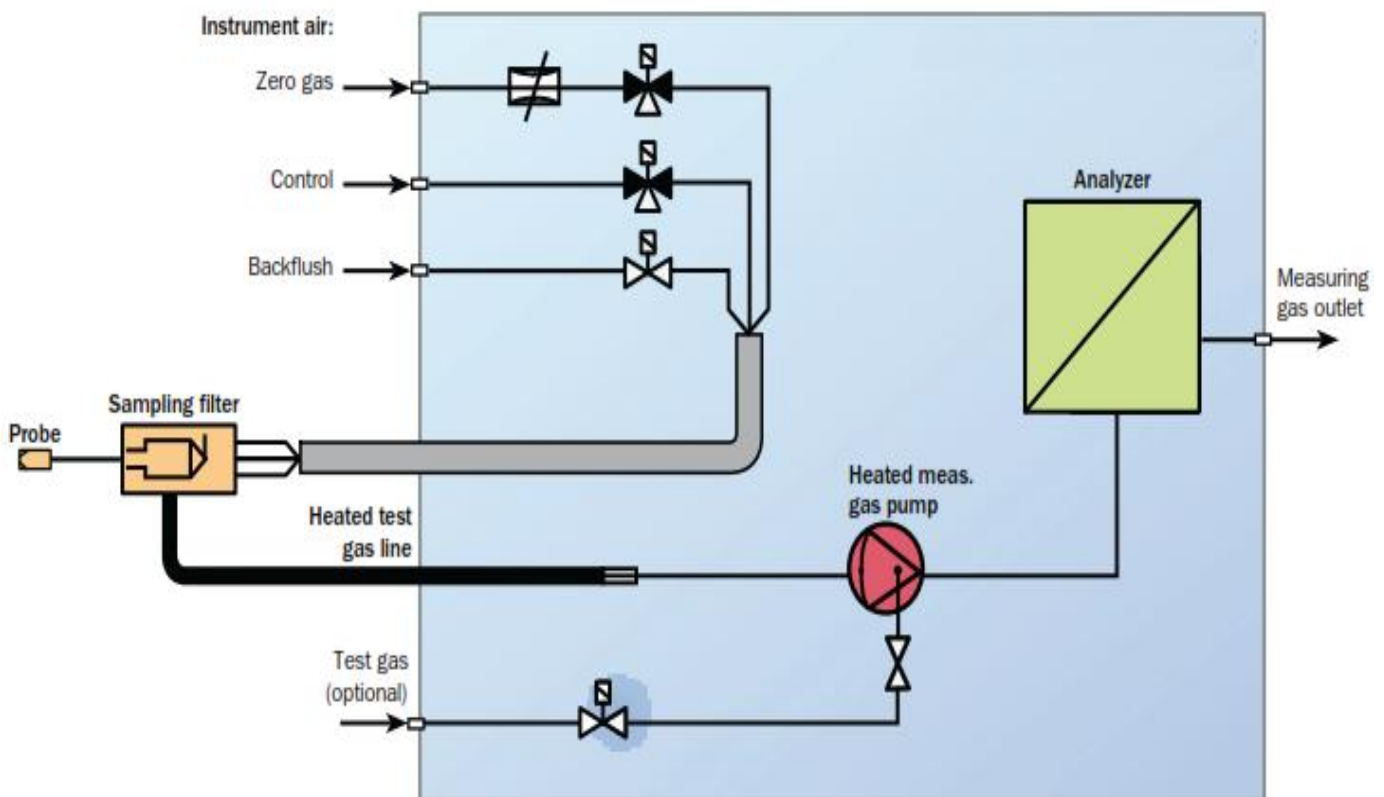 Instrument air:
Zero gas
Control
Backflush
Analyzer
Measuring
gas outlet
Sampling filter
Probe
Heated meas.
gas pump
Heated test
gas line
Test gas
(optional)